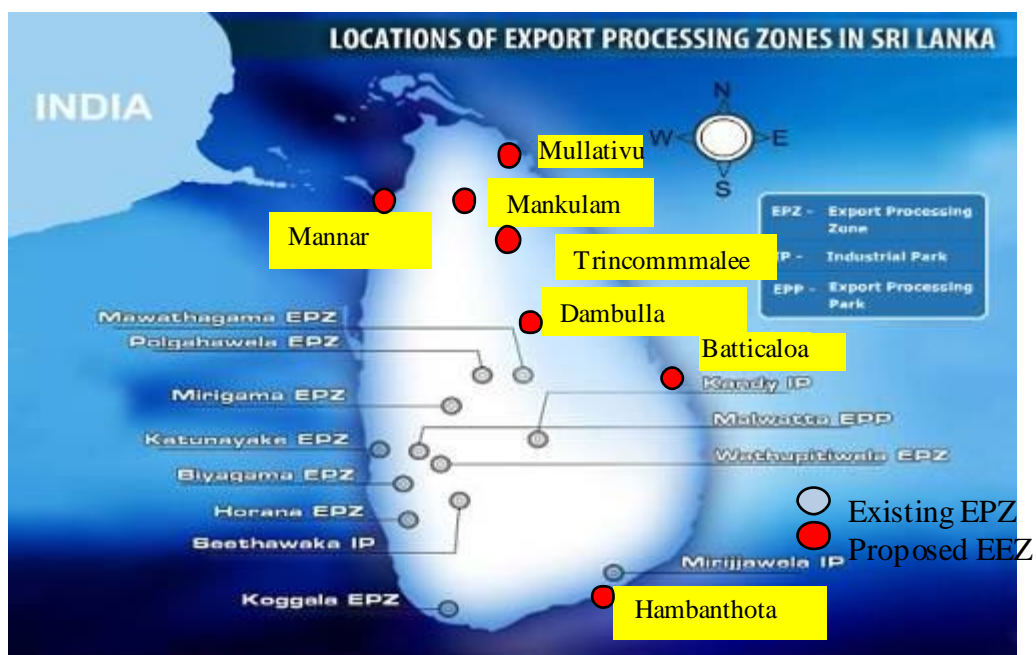 LOCATIONS OF EXPORT PROCESSING ZONES IN SRI LANKA
INDIA
N
W
E
S
Mullativu
Mankulam
Mannar
Trincommmalee
Dambulla
Batticaloa
EPZ - Export Processing
Zone
IP - Industrial Park
EPP - Export Processing
Park
Mawathagama EPZ
Polgahawela EPZ
Mirigama EPZ
Katunayake EPZ
Biyagama EPZ
Horana EPZ
Seethawaka IP
Koggala EPZ
Kandy IP
Malwatta EPP
Wathupitiwala EPZ
Mirijjawela IP
Existing EPZ
Proposed EEZ
Hambanthota